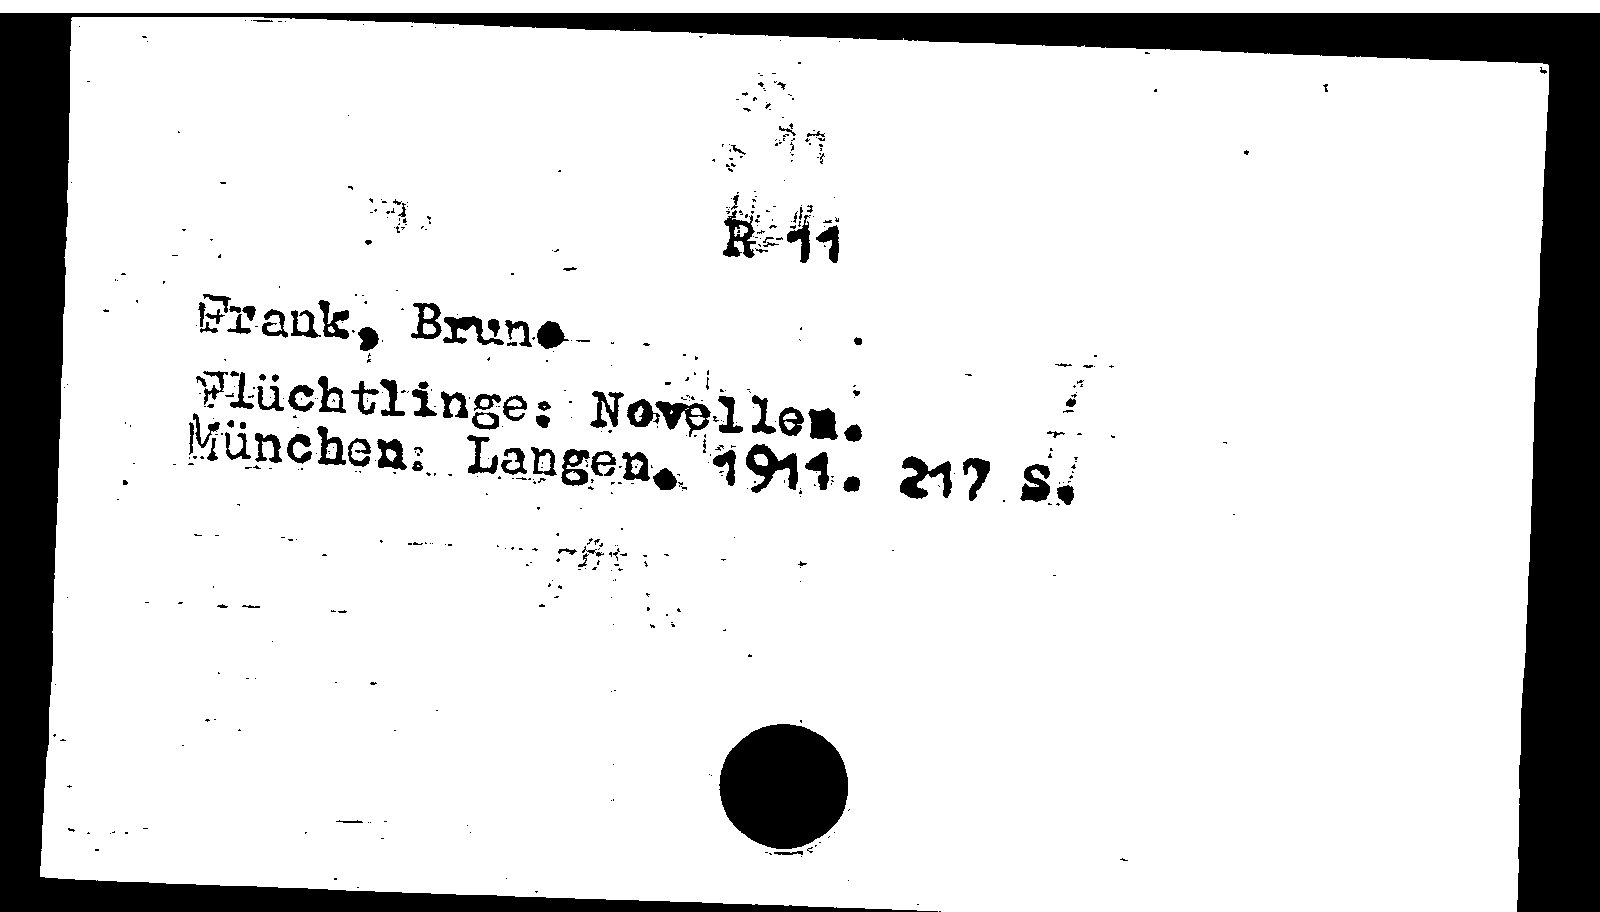 R 11
Frank, Bruno
Flüchtlinge: Novellen.
München: Langen. 1911. 217 S.